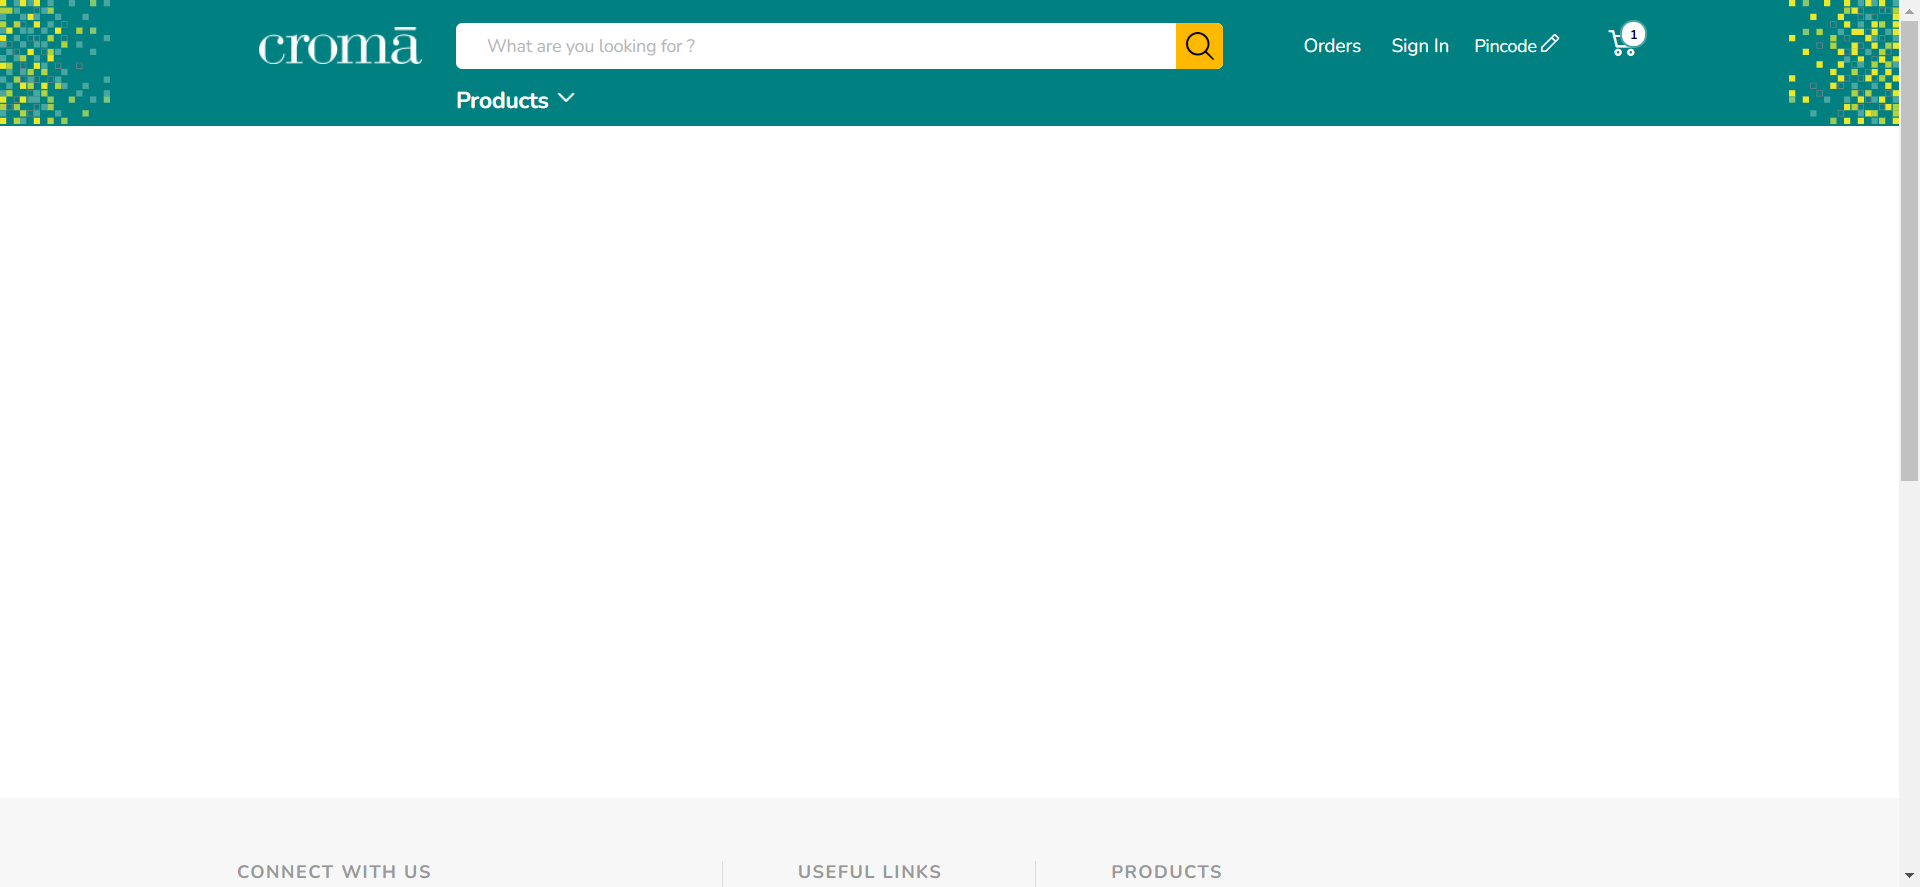 cromā
What are you looking for ?
Orders
Sign In
Pincode
1
Products
CONNECT WITH US
USEFUL LINKS
PRODUCTS